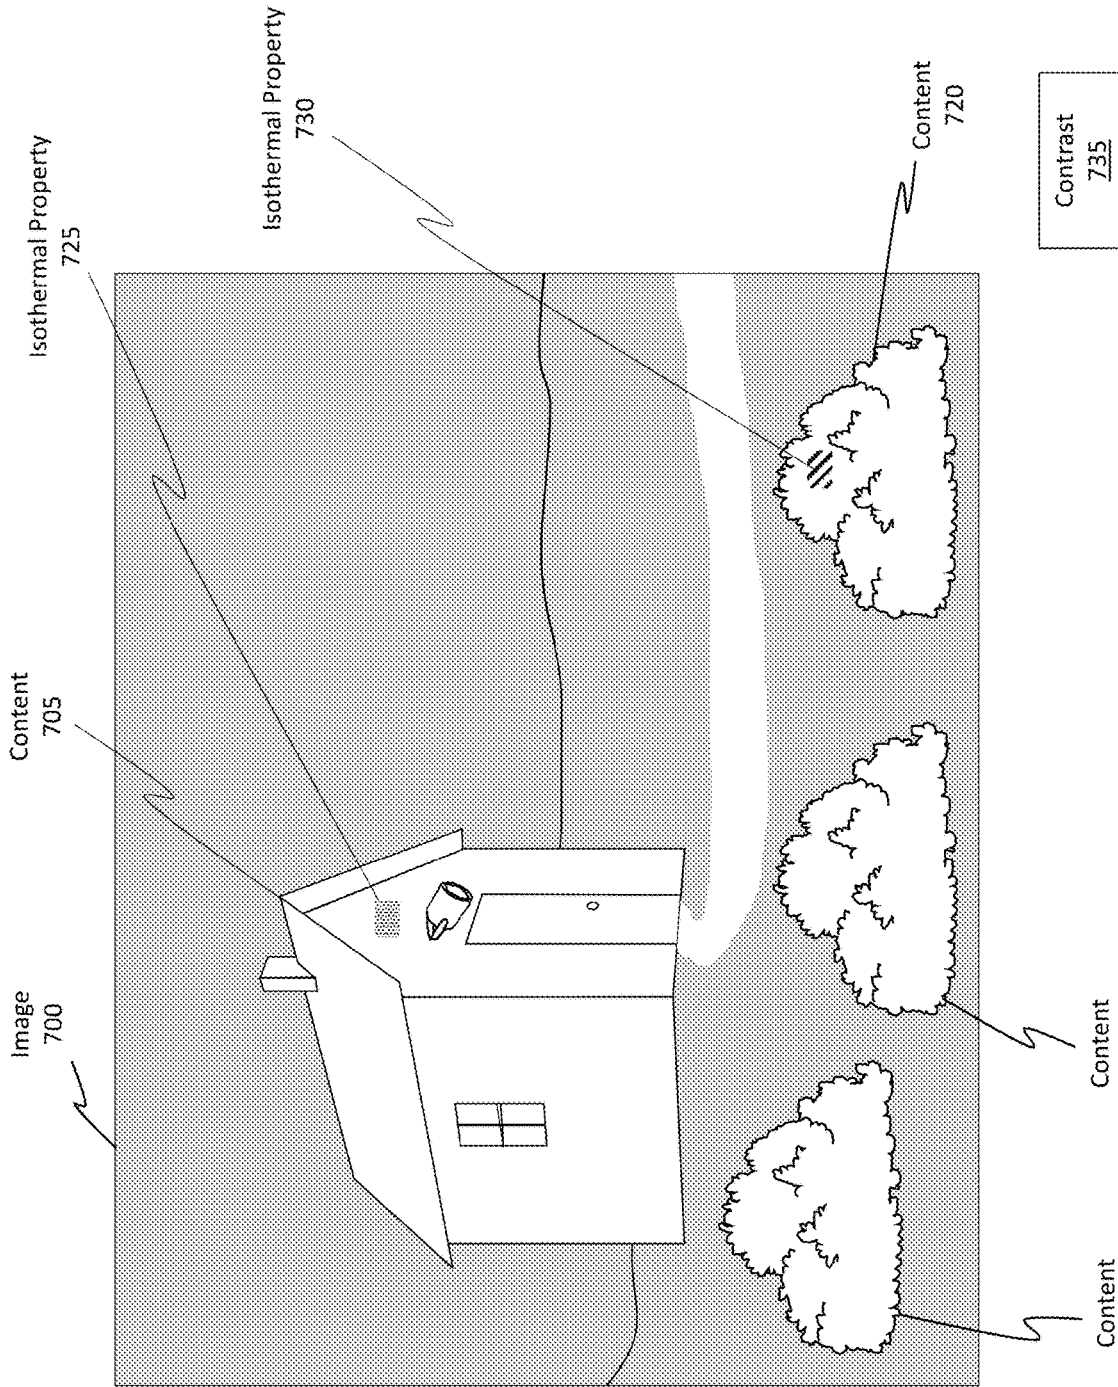 Image
700
Content
705
Isothermal Property
725
Isothermal Property
730
Content
720
Content
Content
Contrast
735